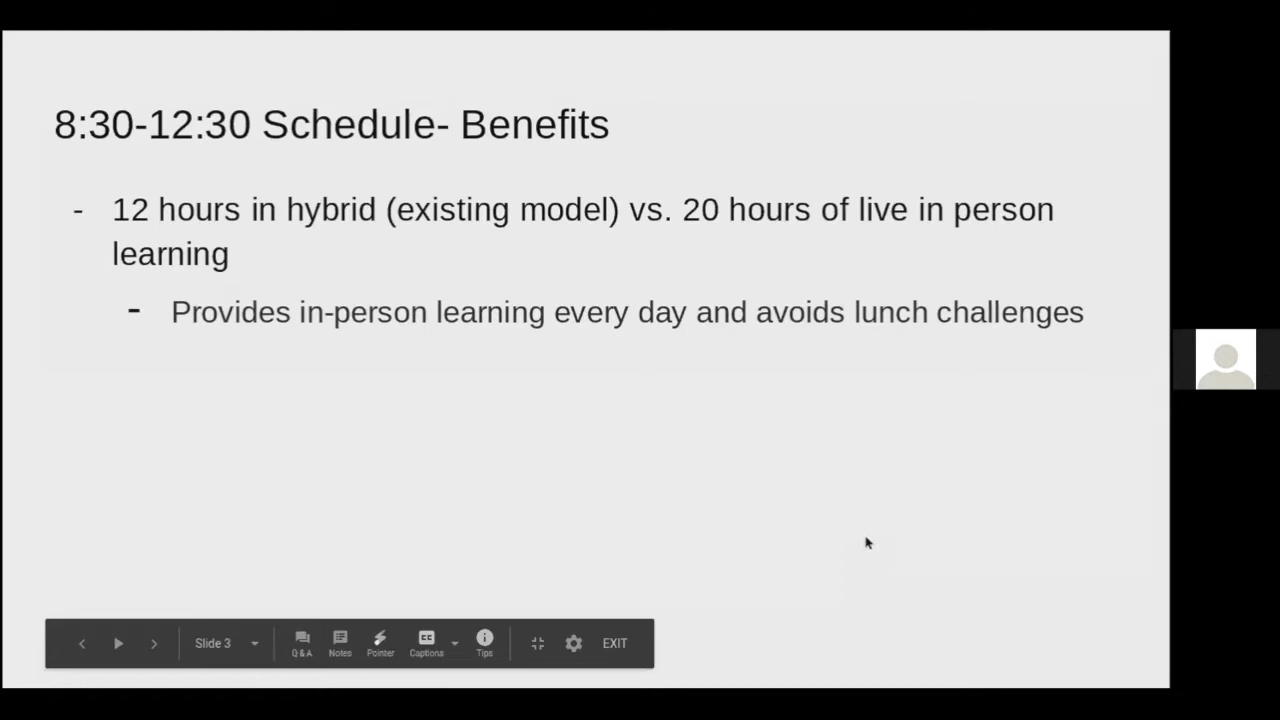 8:30-12:30 Schedule- Benefits
- 12 hours in hybrid (existing model) vs. 20 hours of live in person
learning
- Provides in-person learning every day and avoids lunch challenges
Slide 3
Q&A
Notes
Pointer
CC
Captions
Tips
EXIT